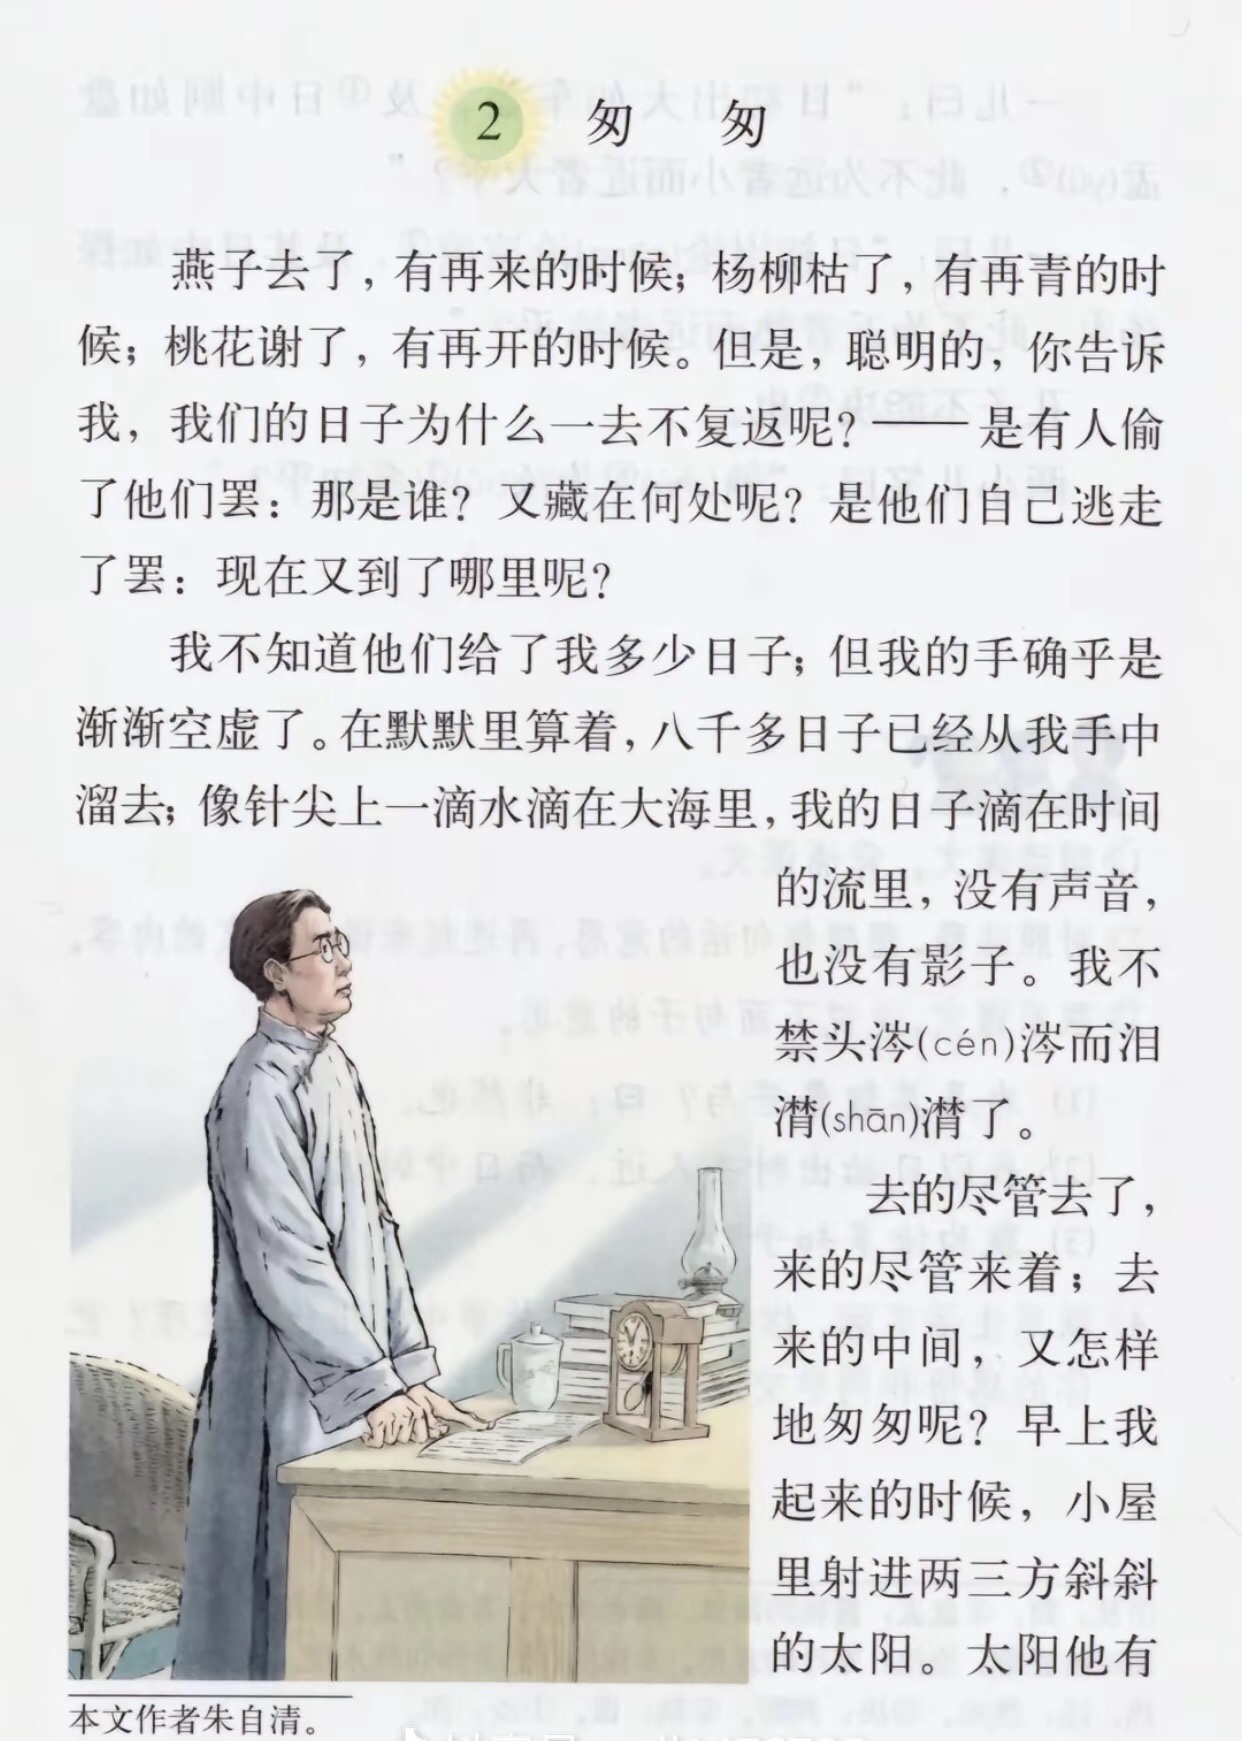 2 匆 匆
燕子去了，有再来的时候；杨柳枯了，有再青的时
候；桃花谢了，有再开的时候。但是，聪明的，你告诉
我，我们的日子为什么一去不复返呢？——是有人偷
了他们罢：那是谁？又藏在何处呢？是他们自己逃走
了罢：现在又到了哪里呢？
我不知道他们给了我多少日子；但我的手确乎是
渐渐空虚了。在默默里算着，八千多日子已经从我手中
溜去；像针尖上一滴水滴在大海里，我的日子滴在时间
的流里，没有声音，
也没有影子。我不
禁头涔(cén)涔而泪
潸(shān)潸了。
去的尽管去了，
来的尽管来着；去
来的中间，又怎样
地匆匆呢？早上我
起来的时候，小屋
里射进两三方斜斜
的太阳。太阳他有
本文作者朱自清。